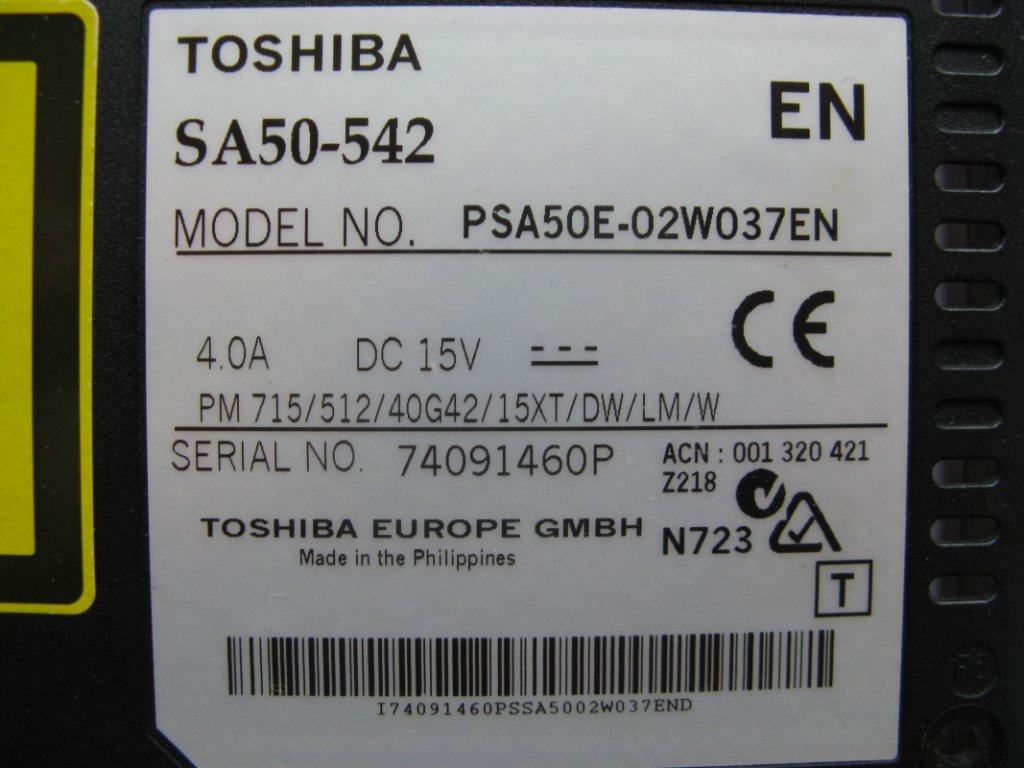 TOSHIBA
EN
SA50-542
MODEL NO. PSA50E-02W037EN
CE
4.0A DC 15V
PM 715/512/40G42/15XT/DW/LM/W
SERIAL NO. 74091460P
ACN : 001 320 421
Z218
TOSHIBA EUROPE GMBH
N723
Made in the Philippines
T
I74091460PSSA5002W037END
F3